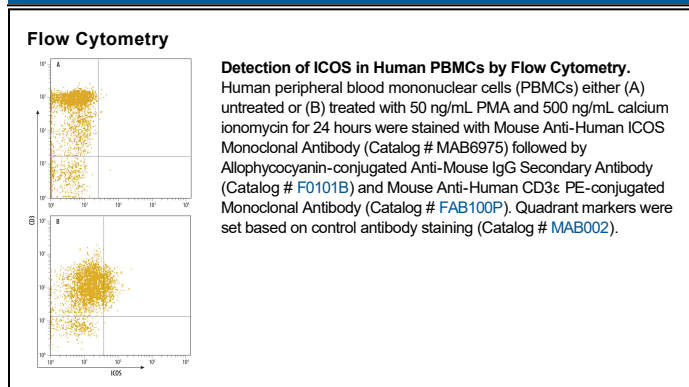 Flow Cytometry
A
Detection of ICOS in Human PBMCs by Flow Cytometry.
Human peripheral blood mononuclear cells (PBMCs) either (A)
untreated or (B) treated with 50 ng/mL PMA and 500 ng/mL calcium
ionomycin for 24 hours were stained with Mouse Anti-Human ICOS
Monoclonal Antibody (Catalog # MAB6975) followed by
Allophycocyanin-conjugated Anti-Mouse IgG Secondary Antibody
(Catalog # F0101B) and Mouse Anti-Human CD3ε PE-conjugated
Monoclonal Antibody (Catalog # FAB100P). Quadrant markers were
set based on control antibody staining (Catalog # MAB002).
CD3
B
ICOS